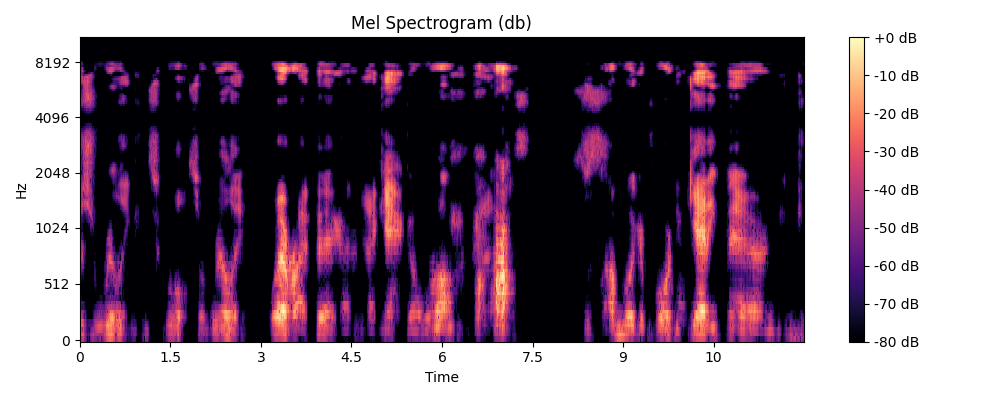 Mel Spectrogram (db)
8192
4096
2048
1024
512
0
Hz
0 1.5 3 4.5 6 7.5 9 10
Time
+0 dB
-10 dB
-20 dB
-30 dB
-40 dB
-50 dB
-60 dB
-70 dB
-80 dB